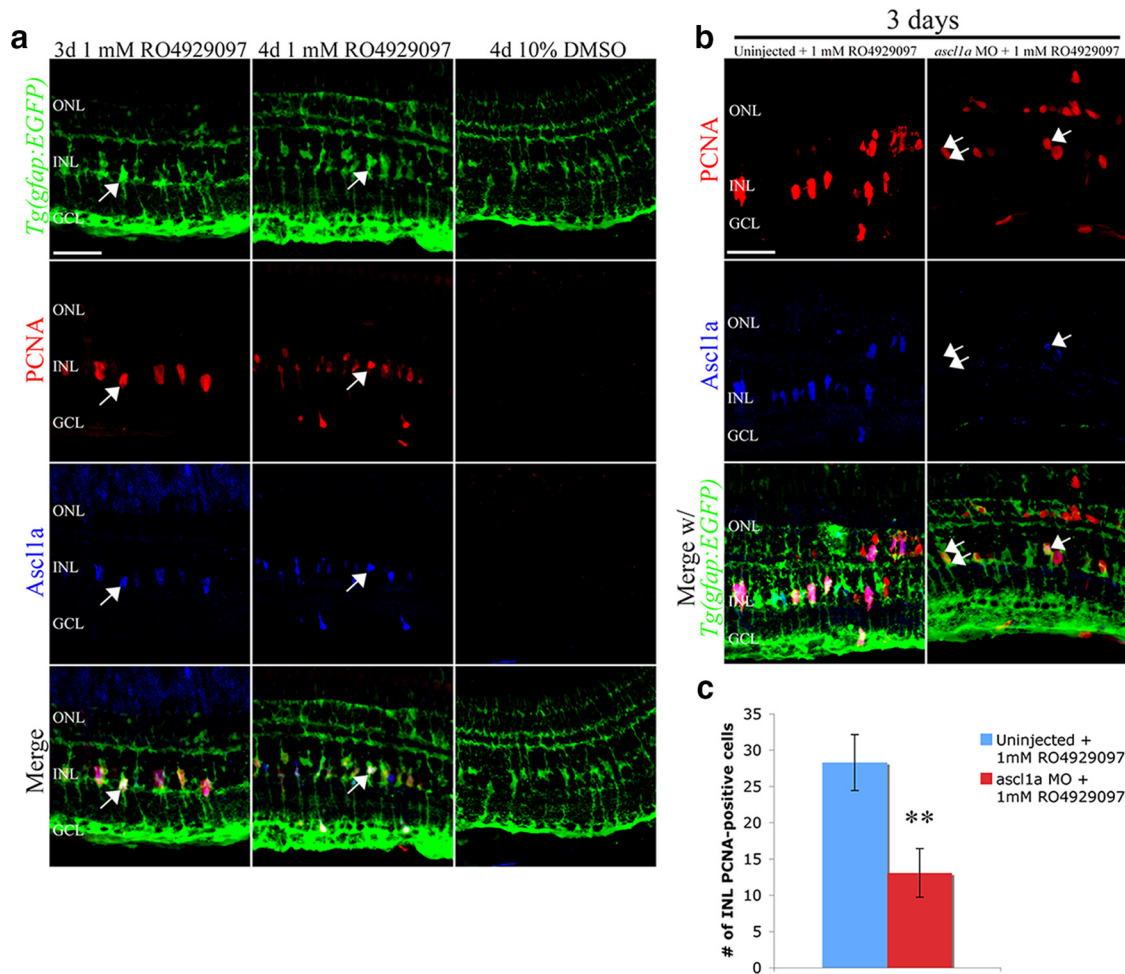 a
3d 1 mM RO4929097 4d 1 mM RO4929097 4d 10% DMSO
Tg(gfap:EGFP)
ONL
INL
GCL
PCNA
ONL
INL
GCL
Ascl1a
ONL
INL
GCL
Merge
ONL
INL
GCL
b
3 days
Uninjected + 1 mM RO4929097 ascl1a MO + 1 mM RO4929097
PCNA
ONL
INL
GCL
Ascl1a
ONL
INL
GCL
Merge w/
Tg(gfap:EGFP)
ONL
INL
GCL
c
# of INL PCNA-positive cells
35
30
25
20
15
10
5
0
**
Uninjected +
1mM RO4929097
ascl1a MO +
1mM RO4929097